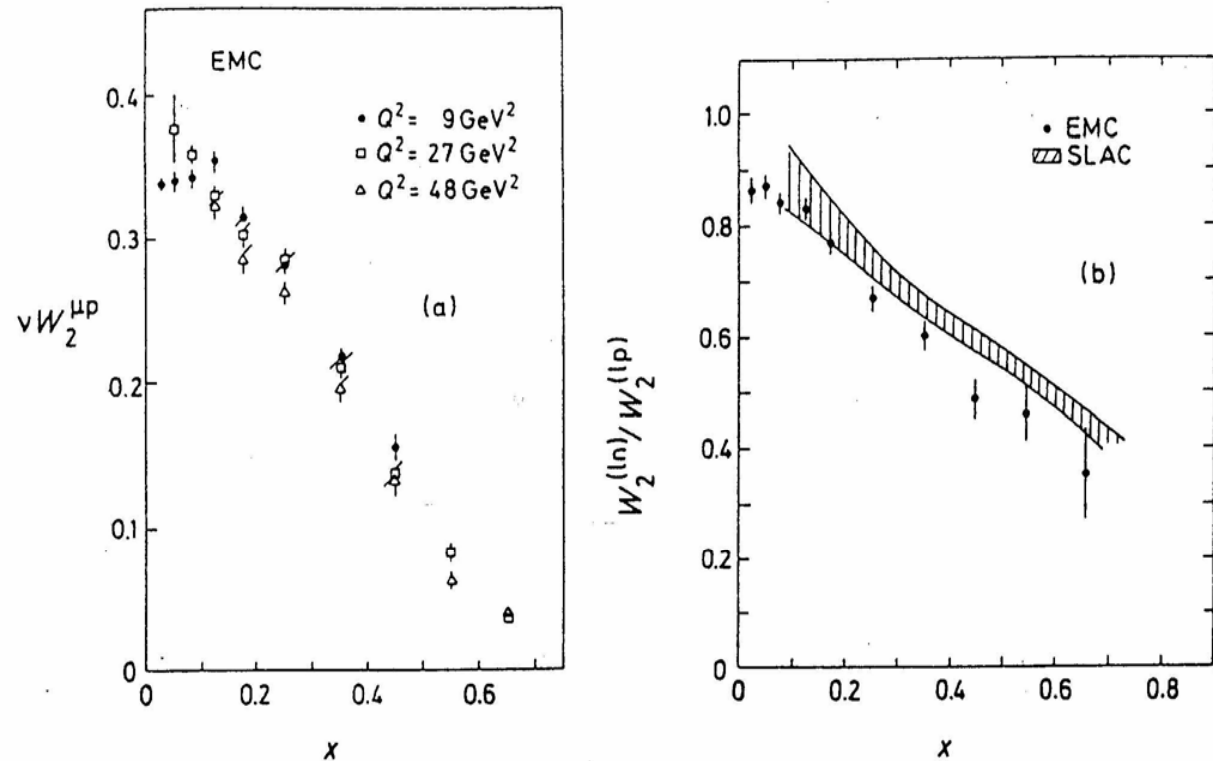 EMC
• Q² = 9 GeV²
□ Q² = 27 GeV²
△ Q² = 48 GeV²
(a)
νW₂^μp
0.4
0.3
0.2
0.1
0
0 0.2 0.4 0.6
x
• EMC
SLAC
(b)
W₂^(ln)/W₂^(lp)
1.0
0.8
0.6
0.4
0.2
0
0 0.2 0.4 0.6 0.8
x